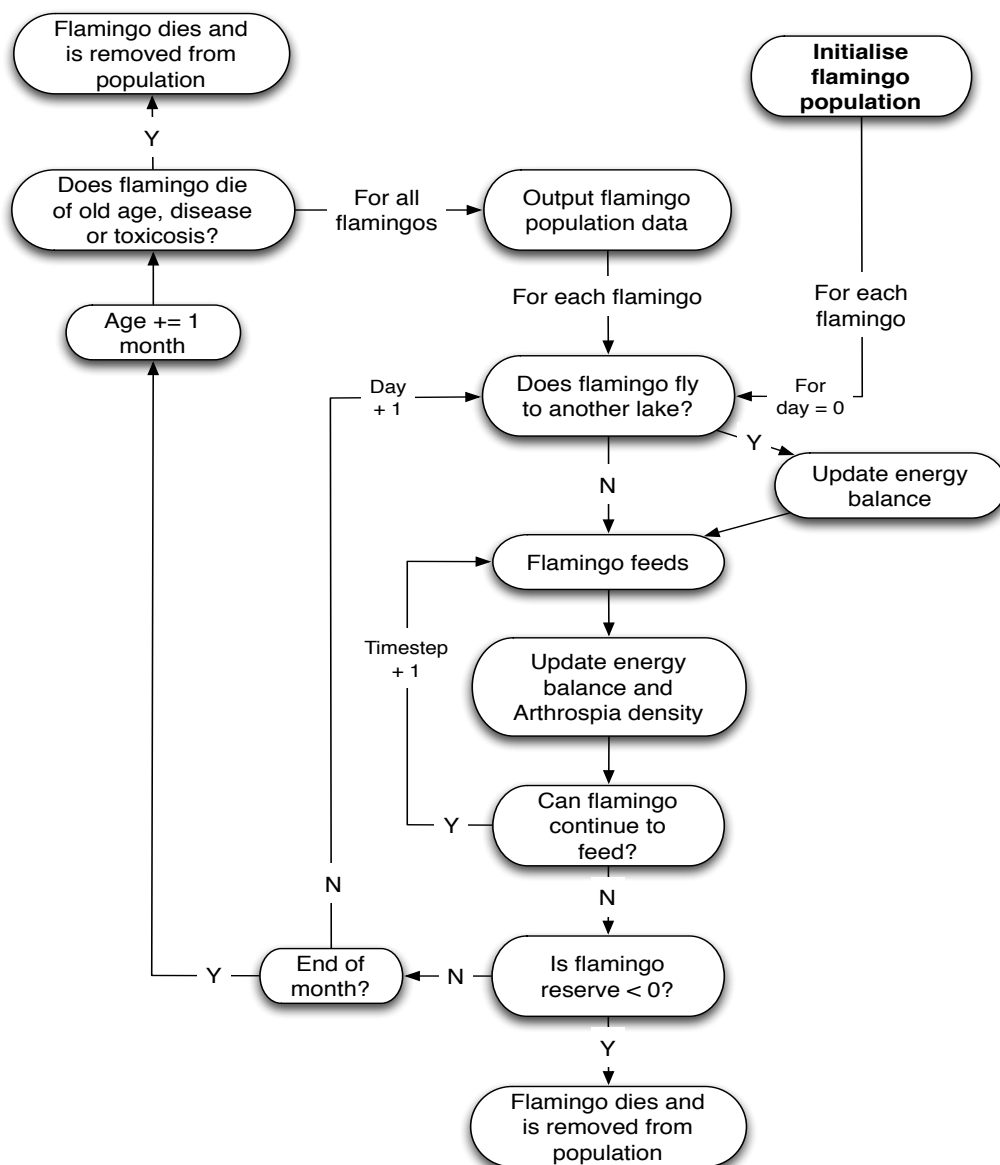 Flamingo dies and
is removed from
population
Initialise
flamingo
population
Y
Does flamingo die
of old age, disease
or toxicosis?
For all
flamingos
Output flamingo
population data
For each flamingo
For each
flamingo
Age += 1
month
Day
+ 1
Does flamingo fly
to another lake?
For
day = 0
Y
Update energy
balance
N
Flamingo feeds
Timestep
+ 1
Update energy
balance and
Arthrospia density
Can flamingo
continue to
feed?
Y
N
N
End of
month?
Y
N
Is flamingo
reserve < 0?
Y
Flamingo dies and
is removed from
population